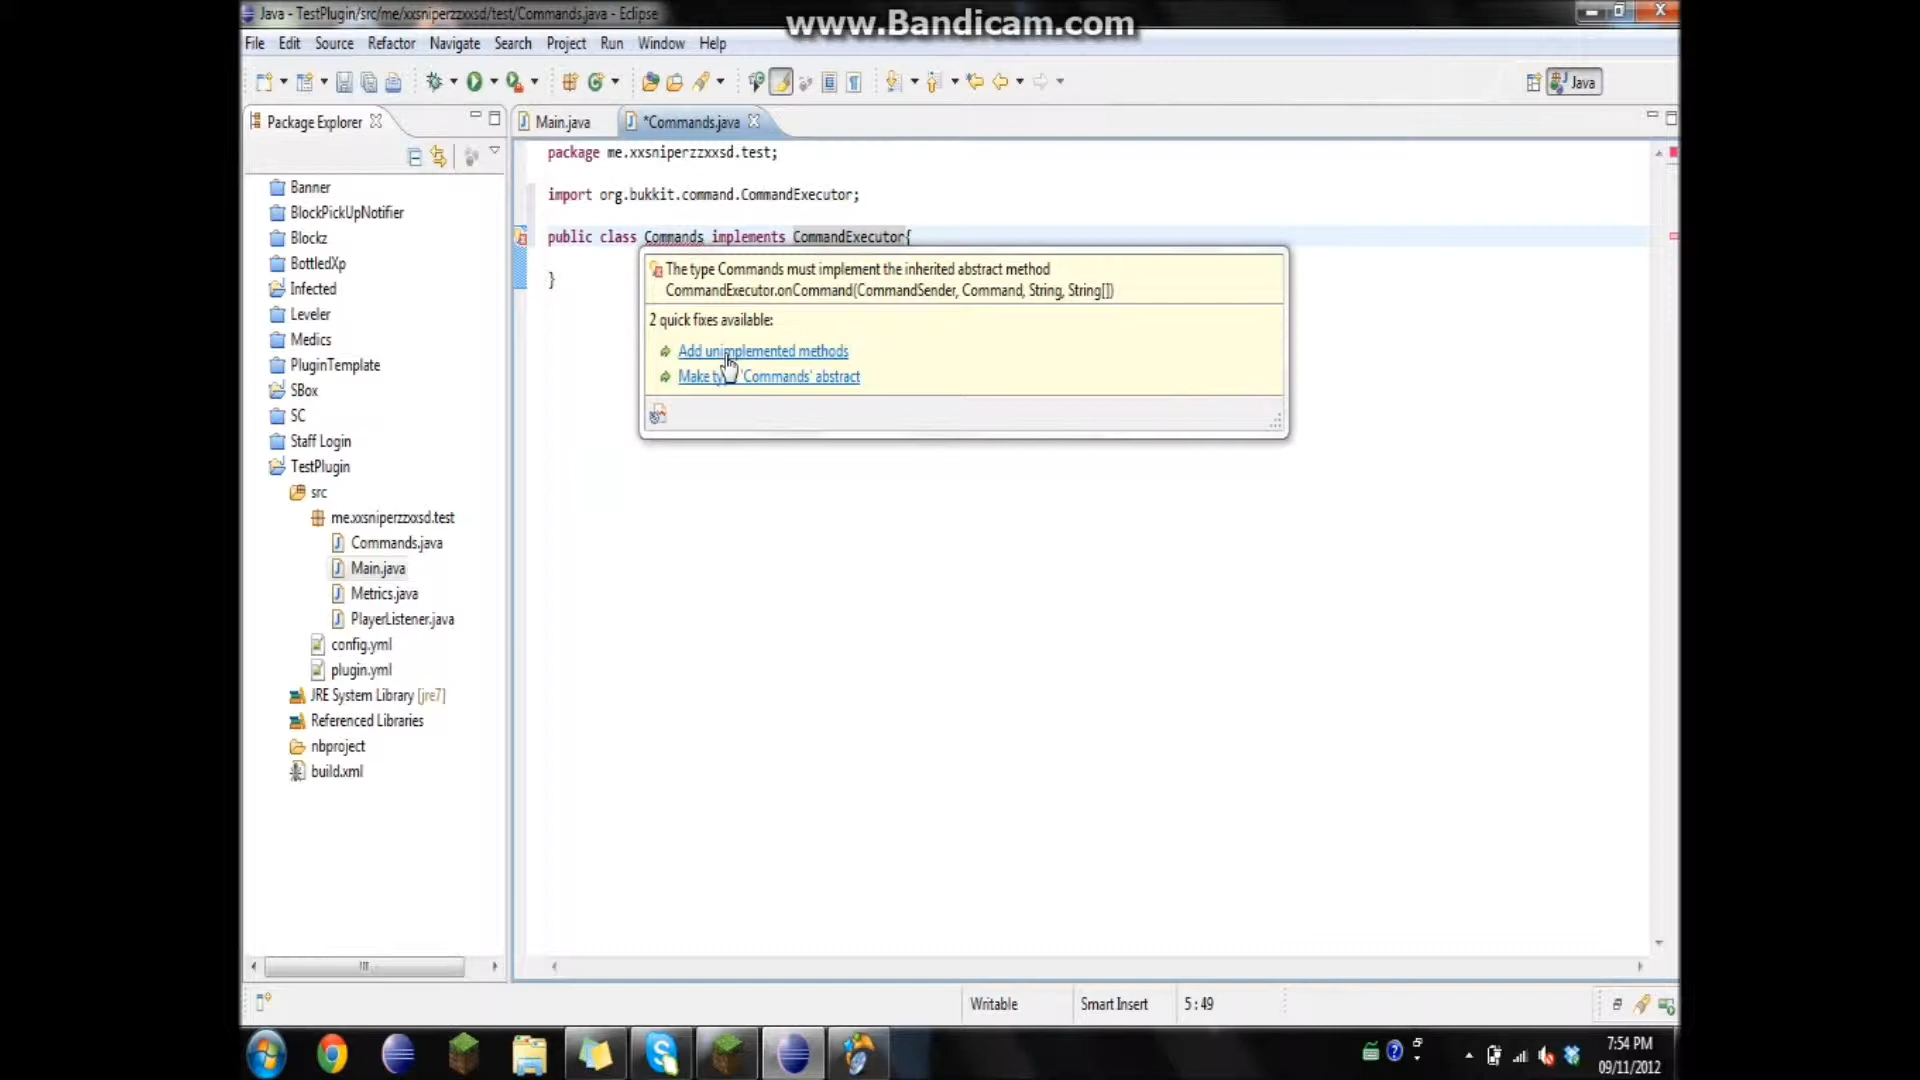 Java - TestPlugin/src/me/xxsniperzzxxsd/test/Commands.java - Eclipse
www.Bandicam.com
File Edit Source Refactor Navigate Search Project Run Window Help
Java
Package Explorer
Main.java
*Commands.java
Banner
BlockPickUpNotifier
Blockz
BottledXp
Infected
Leveler
Medics
PluginTemplate
SBox
SC
Staff Login
TestPlugin
src
me.xxsniperzzxxsd.test
Commands.java
Main.java
Metrics.java
PlayerListener.java
config.yml
plugin.yml
JRE System Library [jre7]
Referenced Libraries
nbproject
build.xml
package me.xxsniperzzxxsd.test;
import org.bukkit.command.CommandExecutor;
public class Commands implements CommandExecutor{
}
The type Commands must implement the inherited abstract method
CommandExecutor.onCommand(CommandSender, Command, String, String[])
2 quick fixes available:
Add unimplemented methods
Make type 'Commands' abstract
Writable
Smart Insert
5 : 49
7:54 PM
09/11/2012